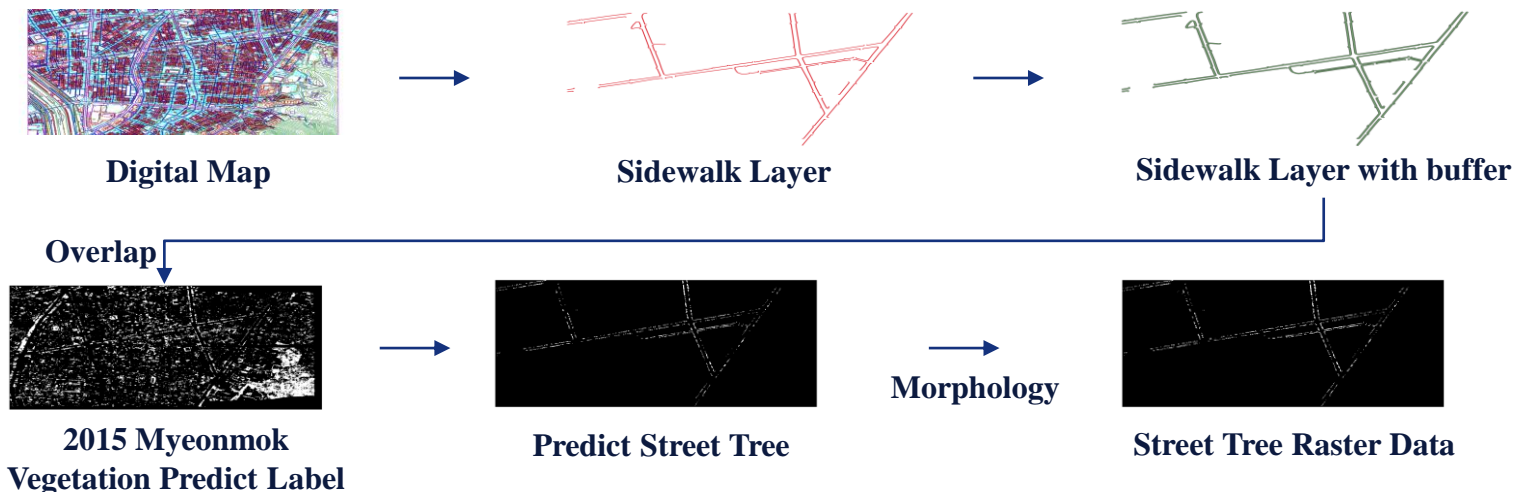 Digital Map
Sidewalk Layer
Sidewalk Layer with buffer
Overlap
2015 Myeonmok
Vegetation Predict Label
Predict Street Tree
Morphology
Street Tree Raster Data